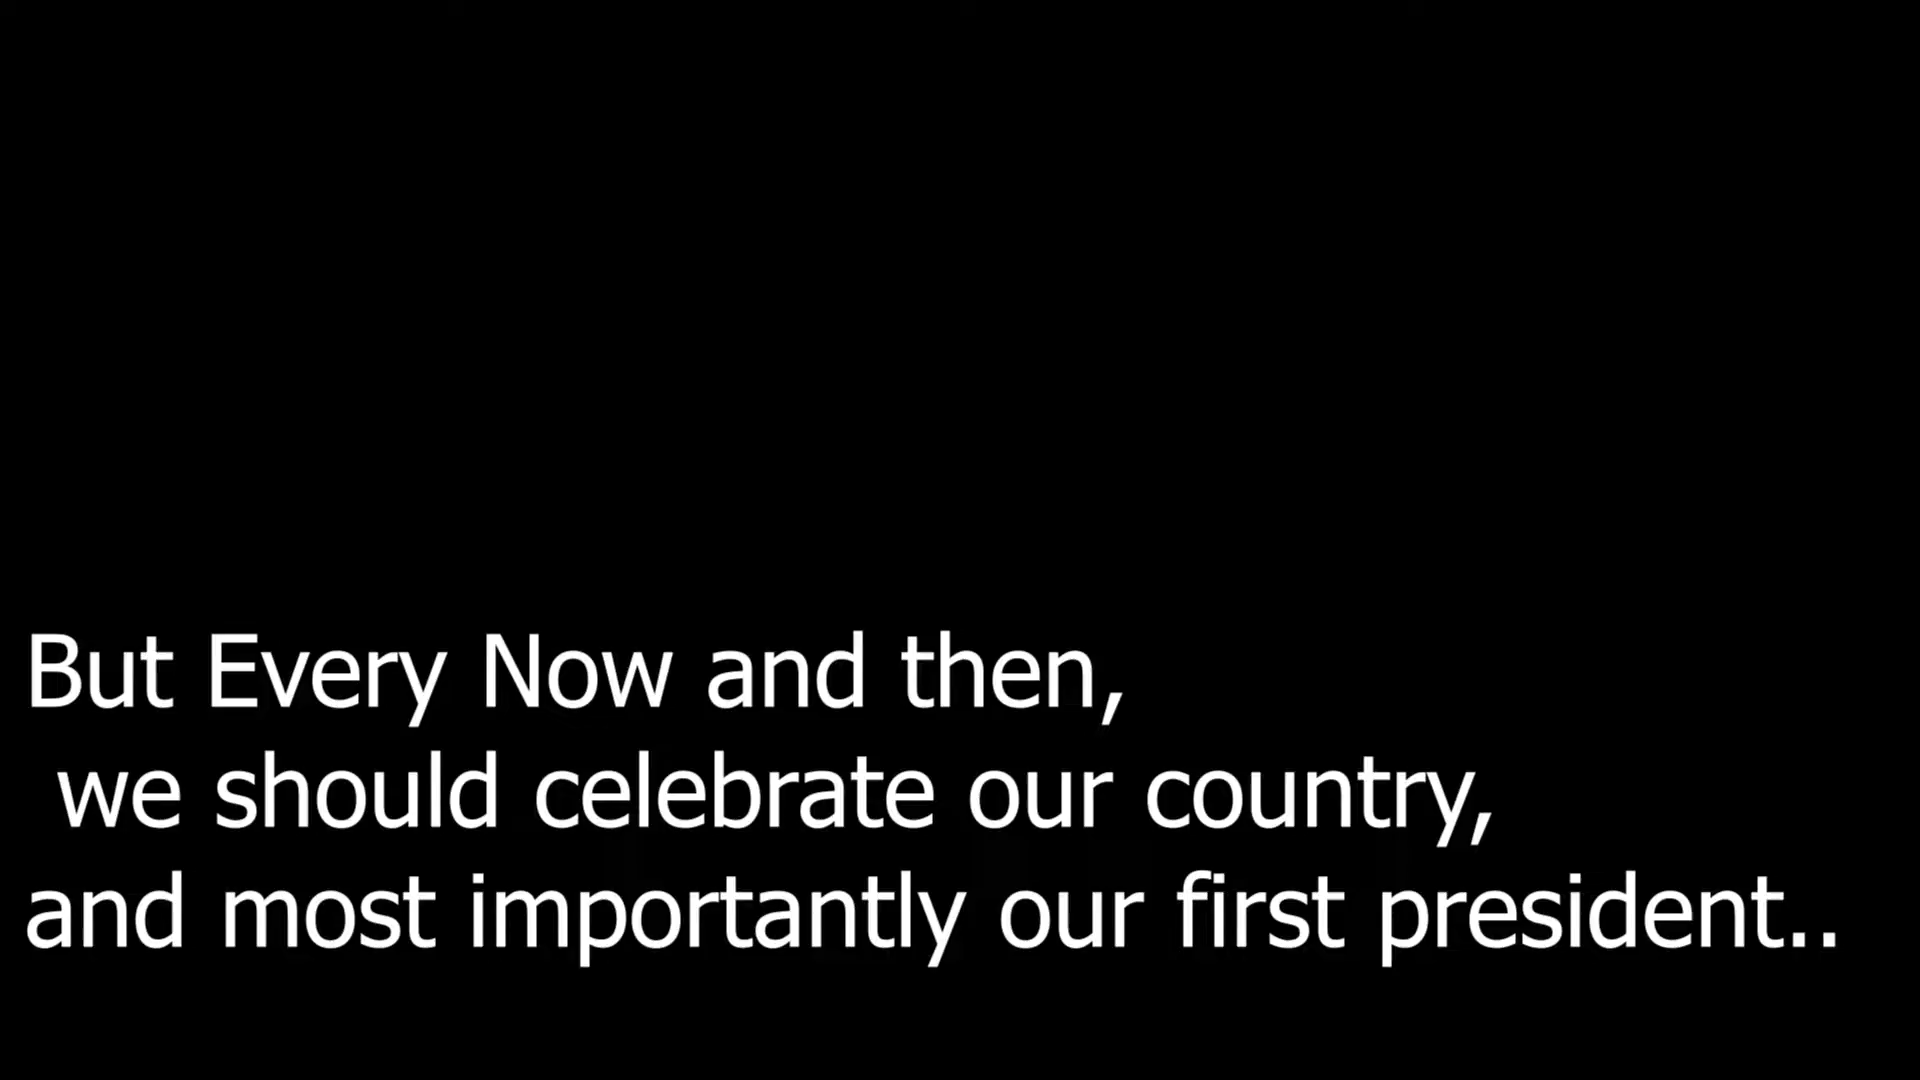 But Every Now and then,
we should celebrate our country,
and most importantly our first president..